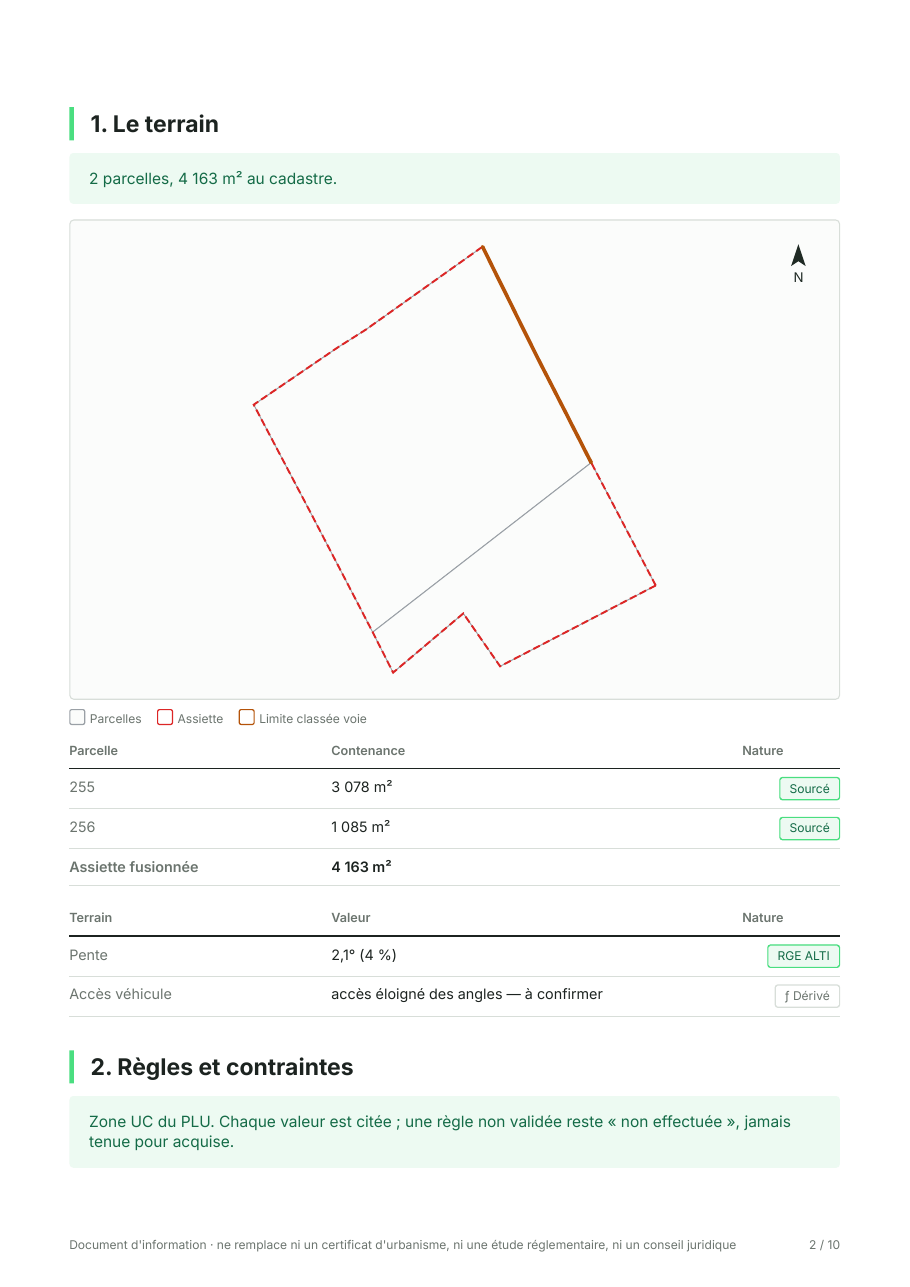 1. Le terrain
2 parcelles, 4 163 m² au cadastre.
N
Parcelles Assiette Limite classée voie
Parcelle Contenance Nature
255 3 078 m² Sourcé
256 1 085 m² Sourcé
Assiette fusionnée 4 163 m²
Terrain Valeur Nature
Pente 2,1° (4 %) RGE ALTI
Accès véhicule accès éloigné des angles — à confirmer ƒ Dérivé
2. Règles et contraintes
Zone UC du PLU. Chaque valeur est citée ; une règle non validée reste « non effectuée », jamais
tenue pour acquise.
Document d'information · ne remplace ni un certificat d'urbanisme, ni une étude réglementaire, ni un conseil juridique 2 / 10